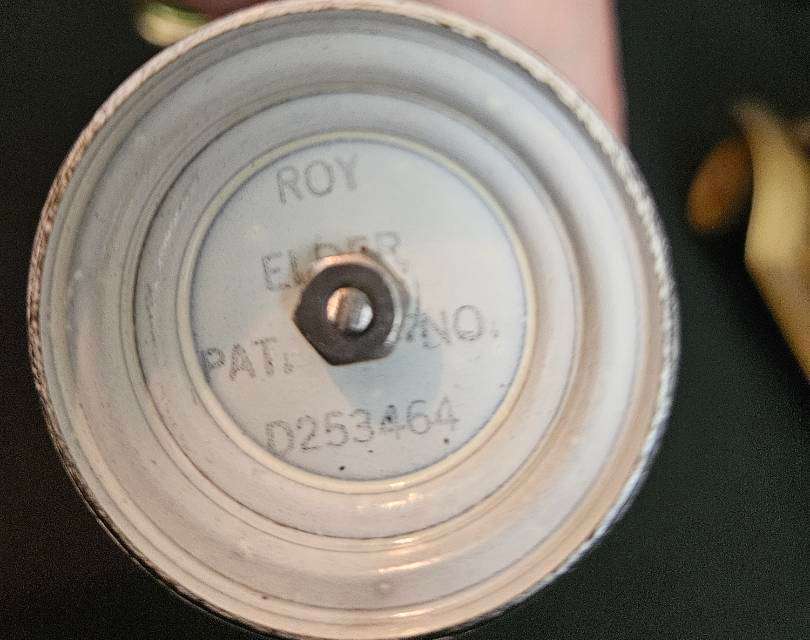 ROY
ELDER
PAT. NO.
D253464